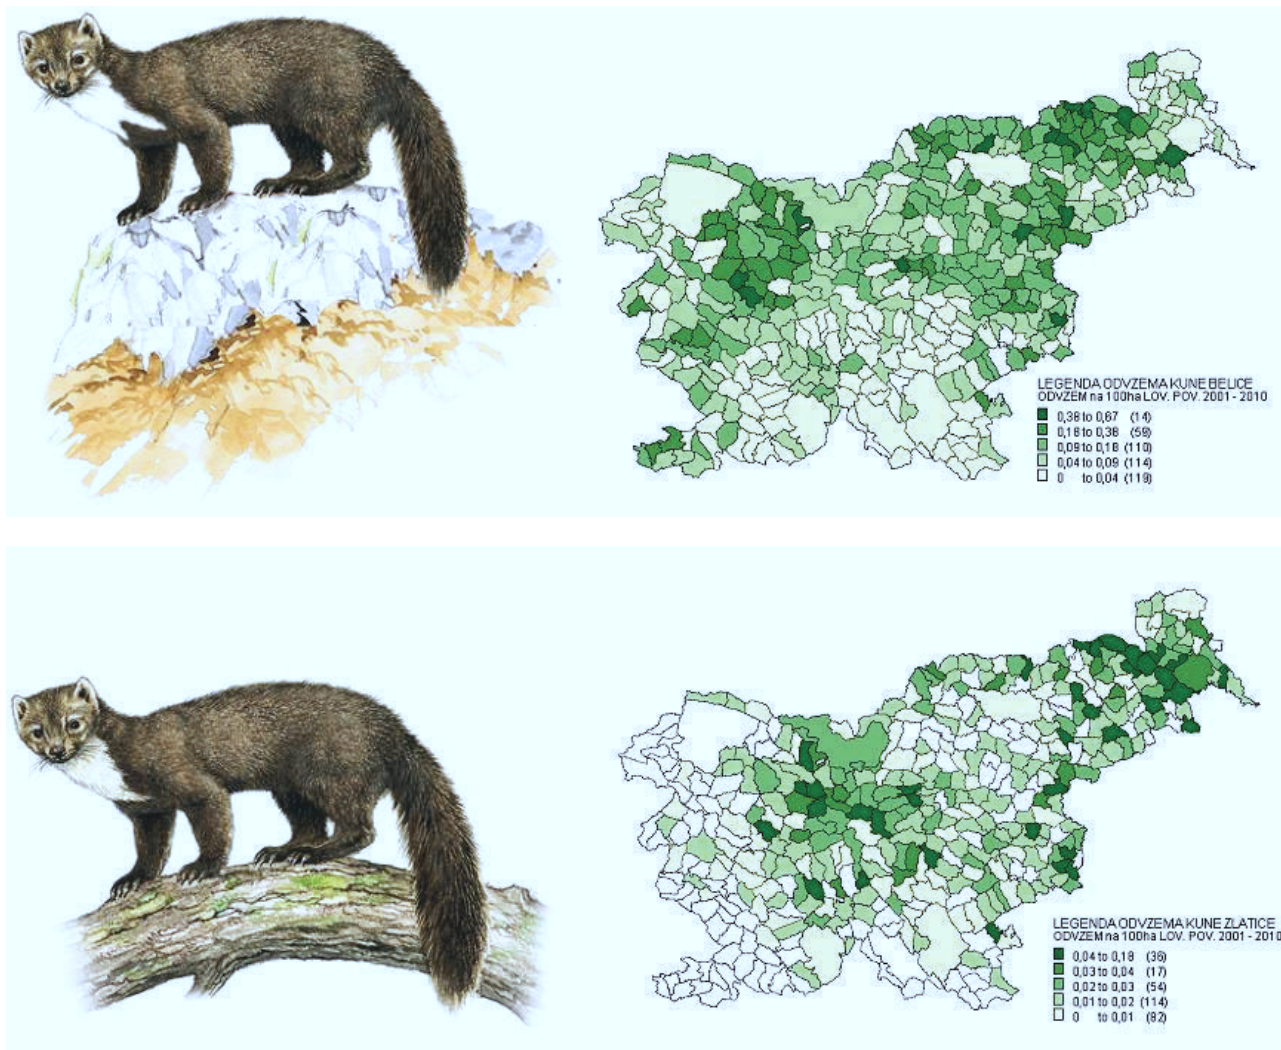 LEGENDA ODVZEMA KUNE BELICE
ODVZEM na 100ha LOV. POV. 2001 - 2010
0,38 to 0,67 (14)
0,18 to 0,38 (59)
0,09 to 0,18 (110)
0,04 to 0,09 (114)
0 to 0,04 (119)
LEGENDA ODVZEMA KUNE ZLATICE
ODVZEM na 100ha LOV. POV. 2001 - 2010
0,04 to 0,18 (36)
0,03 to 0,04 (17)
0,02 to 0,03 (54)
0,01 to 0,02 (114)
0 to 0,01 (82)